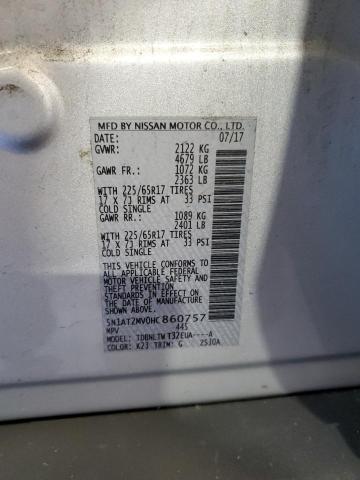 MFD BY NISSAN MOTOR CO., LTD.
DATE: 07/17
GVWR: 2122 KG
4679 LB
GAWR FR: 1072 KG
2363 LB
WITH 225/65R17 TIRES
17 X 7J RIMS AT 33 PSI
COLD SINGLE
GAWR RR: 1089 KG
2401 LB
WITH 225/65R17 TIRES
17 X 7J RIMS AT 33 PSI
COLD SINGLE
THIS VEHICLE CONFORMS TO ALL
APPLICABLE U.S. FEDERAL
MOTOR VEHICLE SAFETY
STANDARDS IN EFFECT ON THE
DATE OF MANUFACTURE SHOWN
ABOVE.
5N1AT2MV0HC860757
MPV 445
MODEL: TDBNLTWT32EUA----A
COLOR: K23 TRIM: G